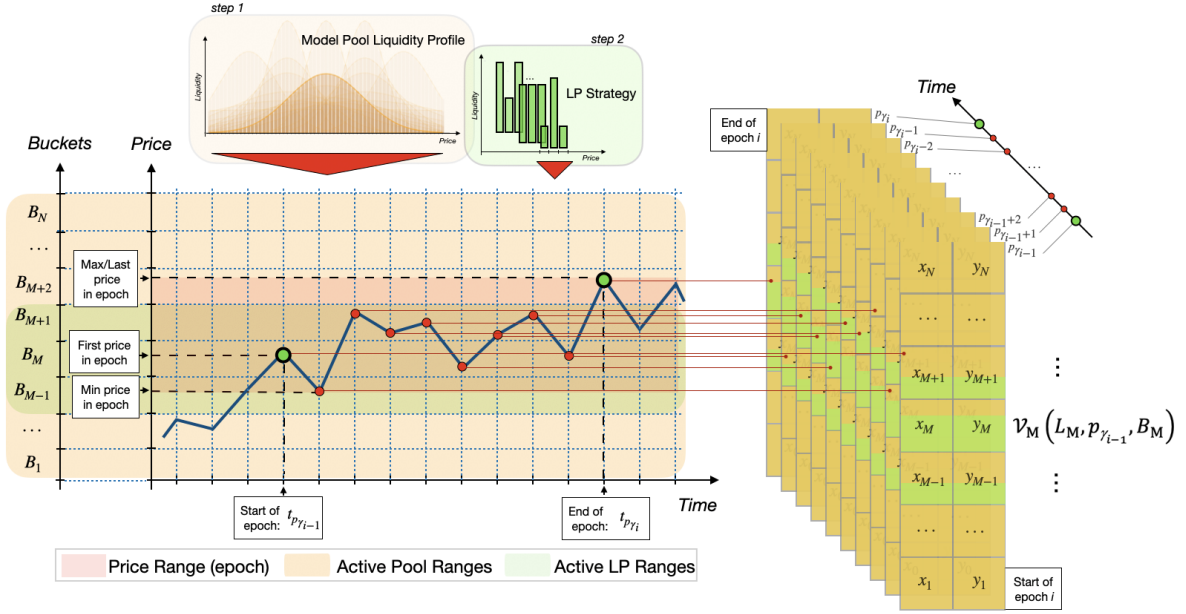 step 1
Model Pool Liquidity Profile
Liquidity
Price
step 2
LP Strategy
...
Liquidity
Price
Buckets
Price
B_N
...
B_{M+2}
B_{M+1}
B_M
B_{M−1}
...
B_1
Max/Last
price
in epoch
First price
in epoch
Min price
in epoch
Start of
epoch: t_{p_{γ_{i−1}}}
End of
epoch: t_{p_{γ_i}}
Time
Price Range (epoch)
Active Pool Ranges
Active LP Ranges
End of
epoch i
Time
p_{γ_i}
p_{γ_i−1}
p_{γ_i−2}
...
...
p_{γ_{i−1}+2}
p_{γ_{i−1}+1}
p_{γ_{i−1}}
x_N y_N
... ...
x_{M+1} y_{M+1}
x_M y_M
x_{M−1} y_{M−1}
... ...
x_1 y_1
⋮
𝒱_M (L_M, p_{γ_{i−1}}, B_M)
⋮
Start of
epoch i